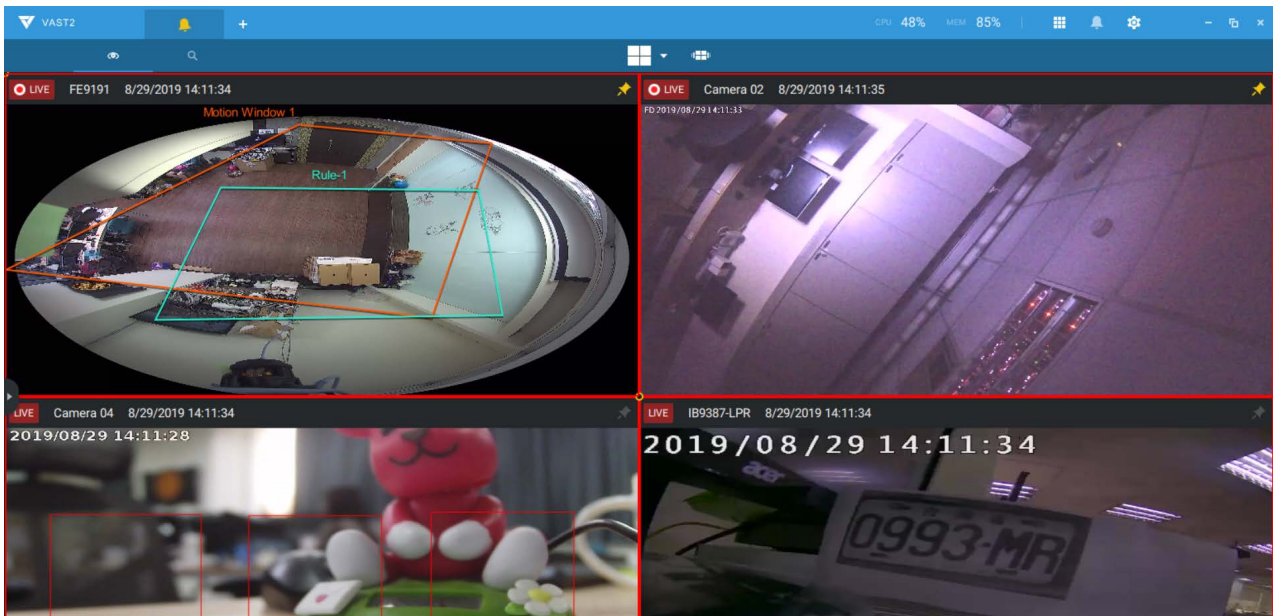 VAST2
CPU 48% MEM 85%
LIVE FE9191 8/29/2019 14:11:34
LIVE Camera 02 8/29/2019 14:11:35
Motion Window 1
FD 2019/08/29 14:11:33
Rule-1
LIVE Camera 04 8/29/2019 14:11:34
LIVE IB9387-LPR 8/29/2019 14:11:34
2019/08/29 14:11:28
2019/08/29 14:11:34
acer
0993-MR